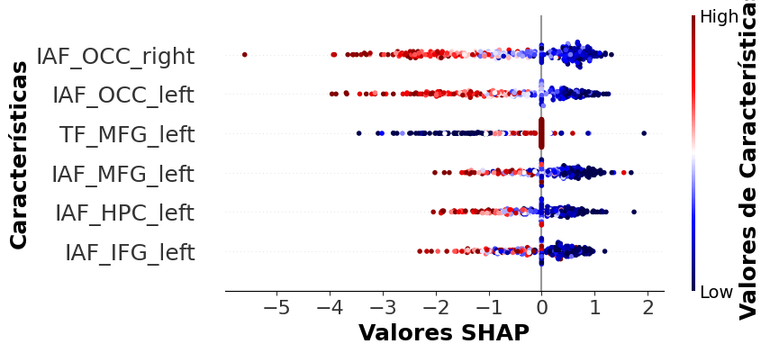 Características
IAF_OCC_right
IAF_OCC_left
TF_MFG_left
IAF_MFG_left
IAF_HPC_left
IAF_IFG_left
−5 −4 −3 −2 −1 0 1 2
Valores SHAP
High
Low
Valores de Características